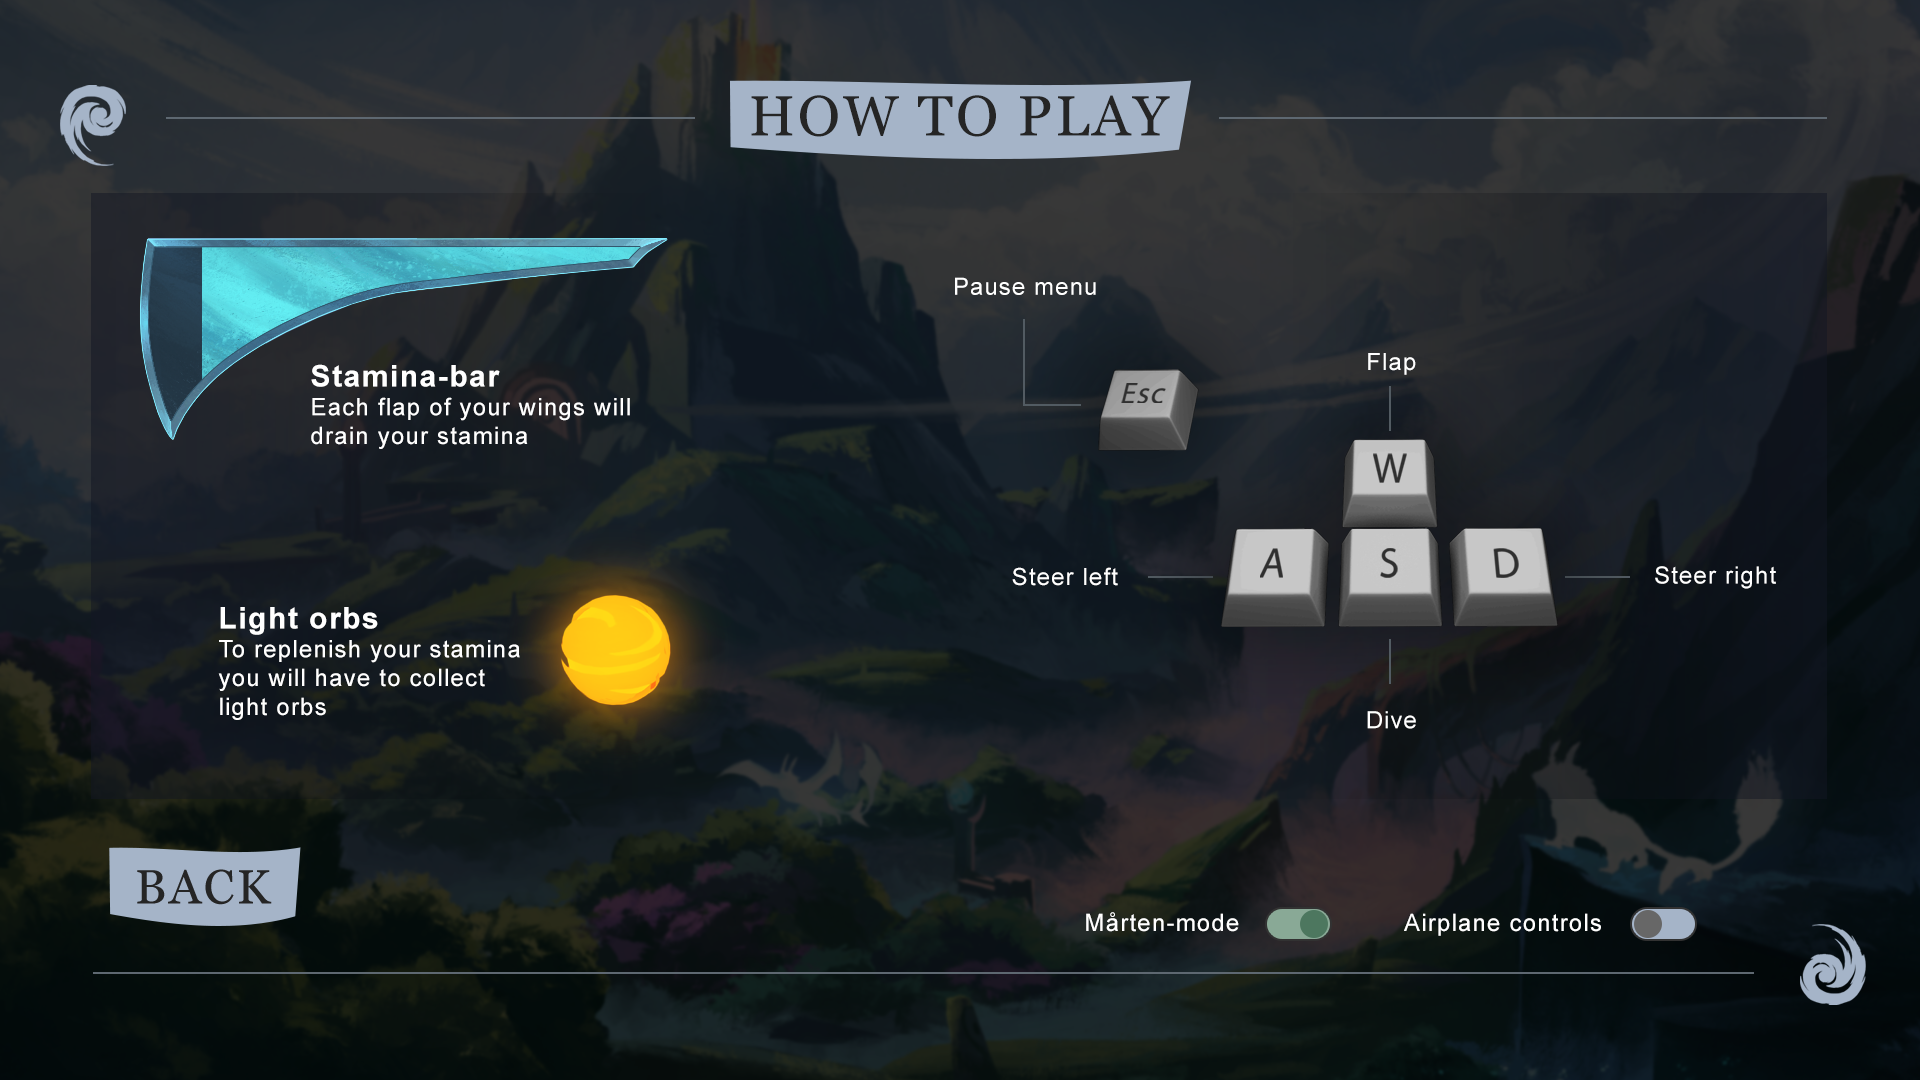 HOW TO PLAY
Stamina-bar
Each flap of your wings will
drain your stamina
Light orbs
To replenish your stamina
you will have to collect
light orbs
Pause menu
Esc
Flap
W
Steer left
A
S
D
Steer right
Dive
BACK
Mårten-mode
Airplane controls